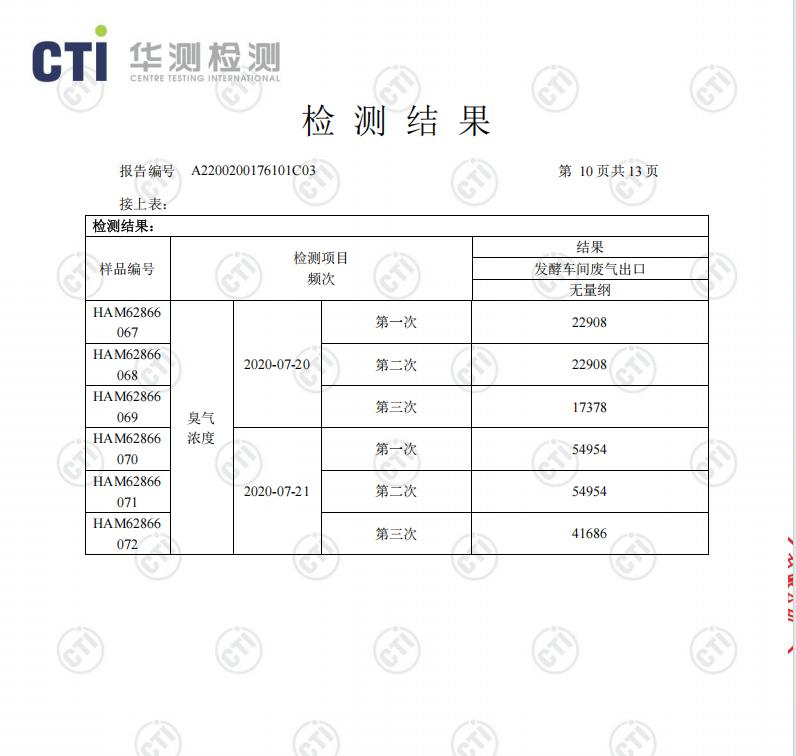 CTI 华测检测
CENTRE TESTING INTERNATIONAL
检测结果
报告编号 A2200200176101C03 第 10 页共 13 页
接上表:
检测结果:
样品编号 检测项目 频次 结果
发酵车间废气出口
无量纲
HAM62866067 臭气浓度 2020-07-20 第一次 22908
HAM62866068 第二次 22908
HAM62866069 第三次 17378
HAM62866070 2020-07-21 第一次 54954
HAM62866071 第二次 54954
HAM62866072 第三次 41686